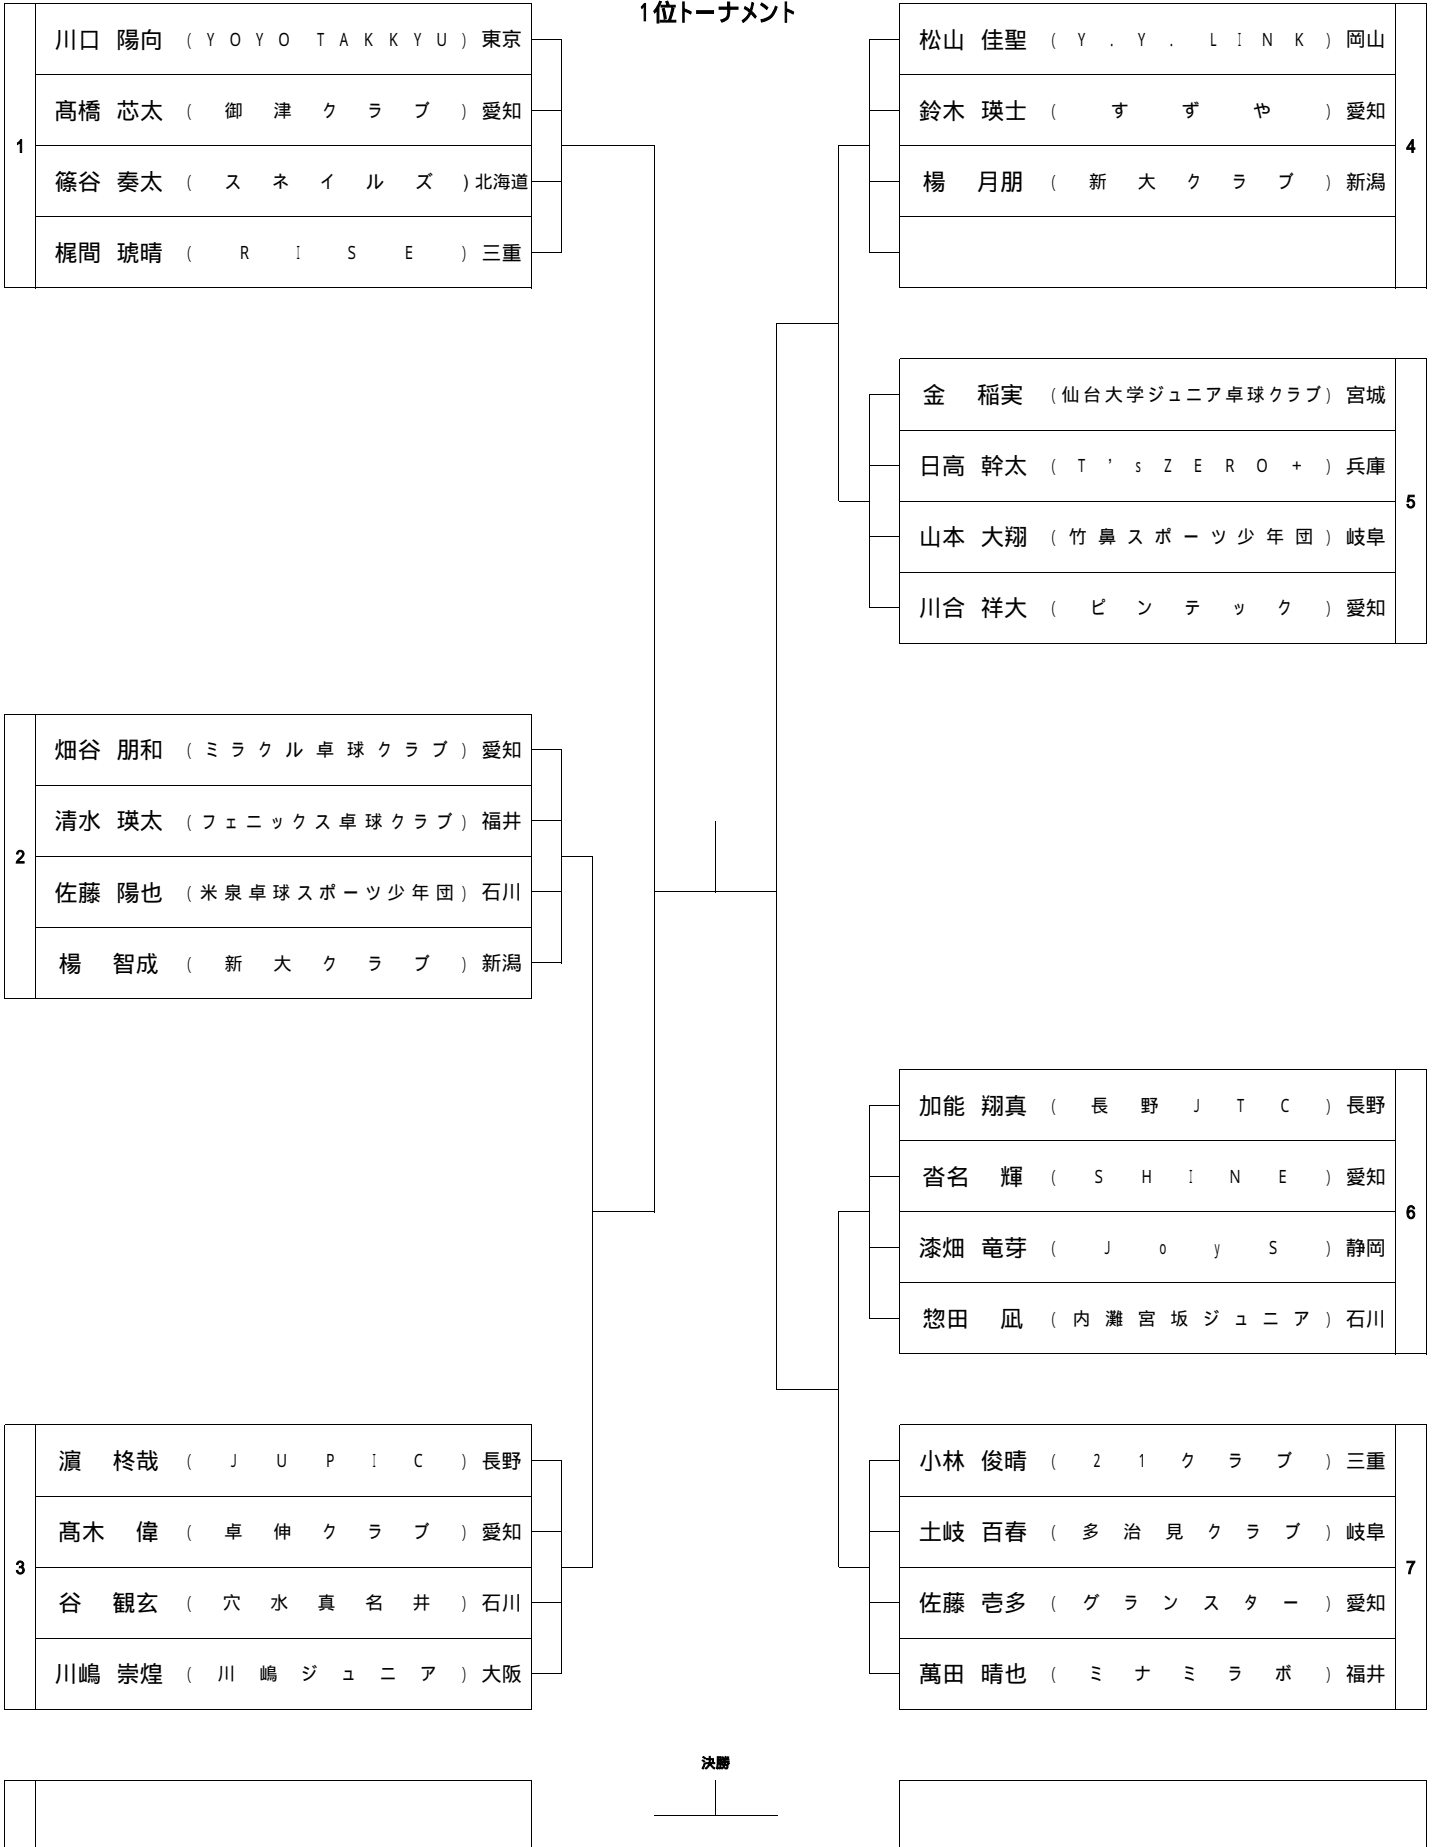 1位トーナメント
1
川口 陽向 (YOYO TAKKYU) 東京
髙橋 芯太 (御津クラブ) 愛知
篠谷 奏太 (スネイルズ) 北海道
梶間 琥晴 (RISE) 三重
2
畑谷 朋和 (ミラクル卓球クラブ) 愛知
清水 瑛太 (フェニックス卓球クラブ) 福井
佐藤 陽也 (米泉卓球スポーツ少年団) 石川
楊 智成 (新大クラブ) 新潟
3
濵 柊哉 (JUPIC) 長野
髙木 偉 (卓伸クラブ) 愛知
谷 観玄 (穴水真名井) 石川
川嶋 崇煌 (川嶋ジュニア) 大阪
4
松山 佳聖 (Y.Y. LINK) 岡山
鈴木 瑛士 (すずや) 愛知
楊 月朋 (新大クラブ) 新潟
5
金 稲実 (仙台大学ジュニア卓球クラブ) 宮城
日高 幹太 (T'sZERO+) 兵庫
山本 大翔 (竹鼻スポーツ少年団) 岐阜
川合 祥大 (ピンテック) 愛知
6
加能 翔真 (長野JTC) 長野
沓名 輝 (SHINE) 愛知
漆畑 竜芽 (JoyS) 静岡
惣田 凪 (内灘宮坂ジュニア) 石川
7
小林 俊晴 (21クラブ) 三重
土岐 百春 (多治見クラブ) 岐阜
佐藤 壱多 (グランスター) 愛知
萬田 晴也 (ミナミラボ) 福井
決勝